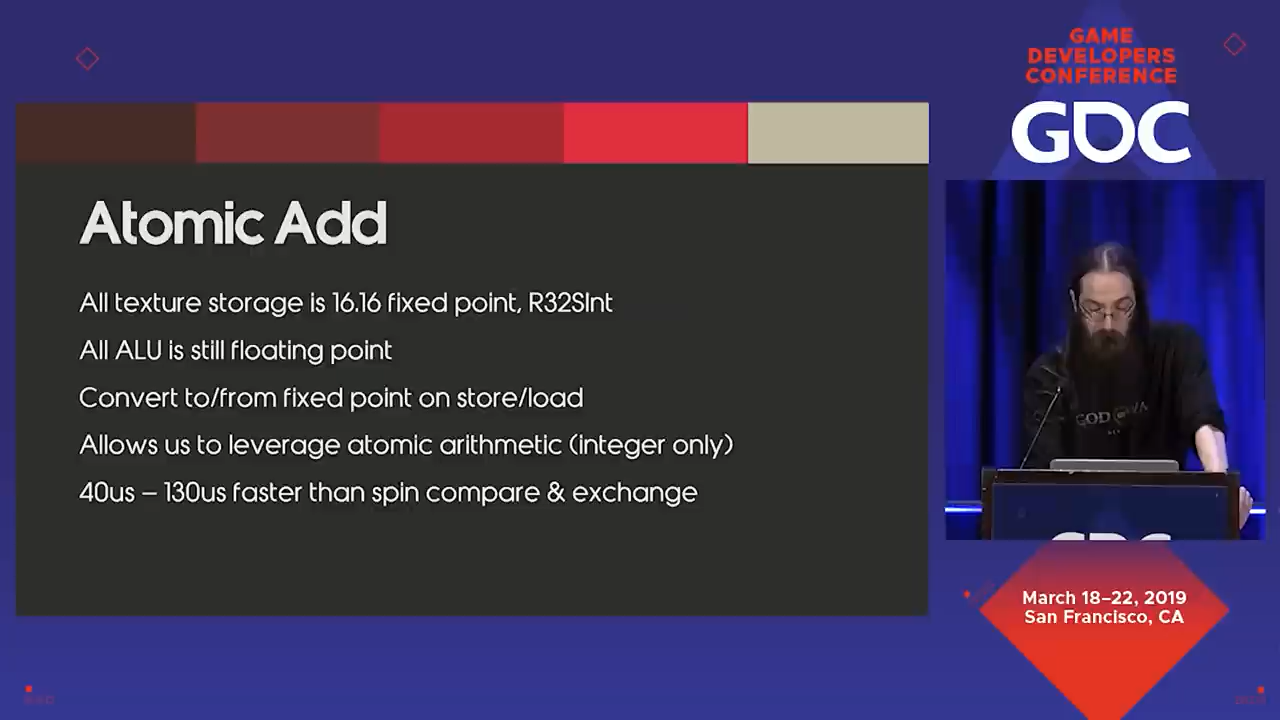 GAME
DEVELOPERS
CONFERENCE
GDC
Atomic Add
All texture storage is 16.16 fixed point, R32SInt
All ALU is still floating point
Convert to/from fixed point on store/load
Allows us to leverage atomic arithmetic (integer only)
40us – 130us faster than spin compare & exchange
GOD
GDC
March 18–22, 2019
San Francisco, CA